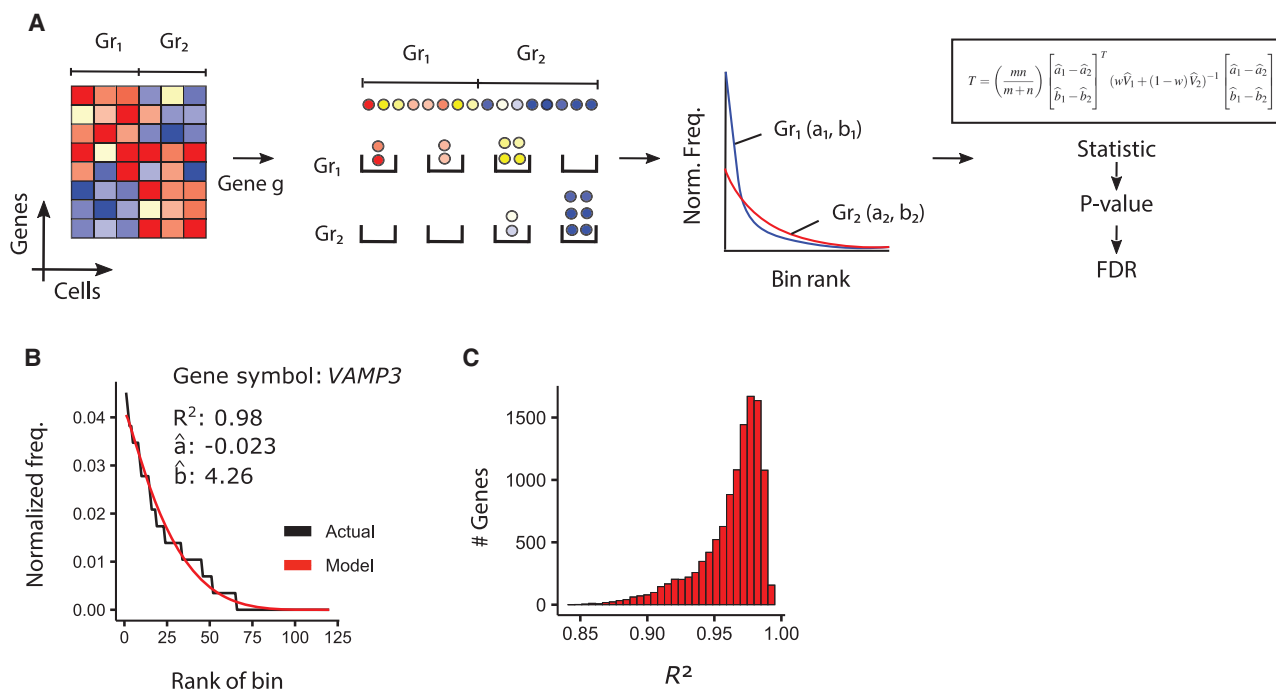 A
Gr₁ Gr₂
Genes
Cells
Gene g
Gr₁ Gr₂
Gr₁
Gr₂
Norm. Freq.
Gr₁ (a₁, b₁)
Gr₂ (a₂, b₂)
Bin rank
T = (mn/(m+n)) [â₁ − â₂ b̂₁ − b̂₂]ᵀ (wV̂₁ + (1 − w)V̂₂)⁻¹ [â₁ − â₂ b̂₁ − b̂₂]
Statistic
P-value
FDR
B
Gene symbol: VAMP3
R²: 0.98
â: -0.023
b̂: 4.26
Actual
Model
Normalized freq.
0.04
0.03
0.02
0.01
0.00
0 25 50 75 100 125
Rank of bin
C
# Genes
1500
1000
500
0
0.85 0.90 0.95 1.00
R²